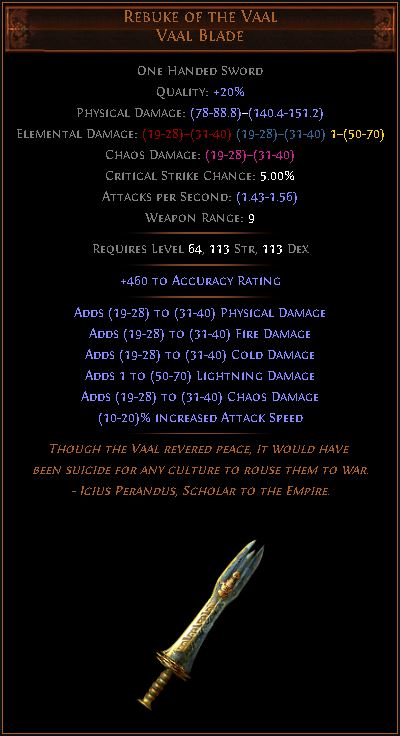 Rebuke of the Vaal
Vaal Blade
One Handed Sword
Quality: +20%
Physical Damage: (78-88.8)–(140.4-151.2)
Elemental Damage: (19-28)–(31-40) (19-28)–(31-40) 1–(50-70)
Chaos Damage: (19-28)–(31-40)
Critical Strike Chance: 5.00%
Attacks per Second: (1.43-1.56)
Weapon Range: 9
Requires Level 64, 113 Str, 113 Dex
+460 to Accuracy Rating
Adds (19-28) to (31-40) Physical Damage
Adds (19-28) to (31-40) Fire Damage
Adds (19-28) to (31-40) Cold Damage
Adds 1 to (50-70) Lightning Damage
Adds (19-28) to (31-40) Chaos Damage
(10-20)% increased Attack Speed
Though the Vaal revered peace, it would have
been suicide for any culture to rouse them to war.
- Icius Perandus, Scholar to the Empire.